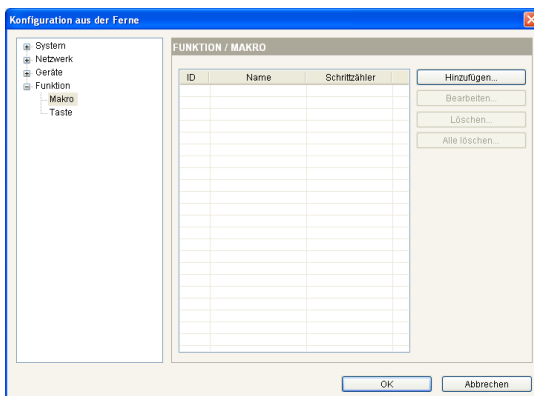 Konfiguration aus der Ferne
System
Netzwerk
Geräte
Funktion
Makro
Taste
FUNKTION / MAKRO
ID Name Schrittzähler
Hinzufügen...
Bearbeiten...
Löschen...
Alle löschen...
OK Abbrechen